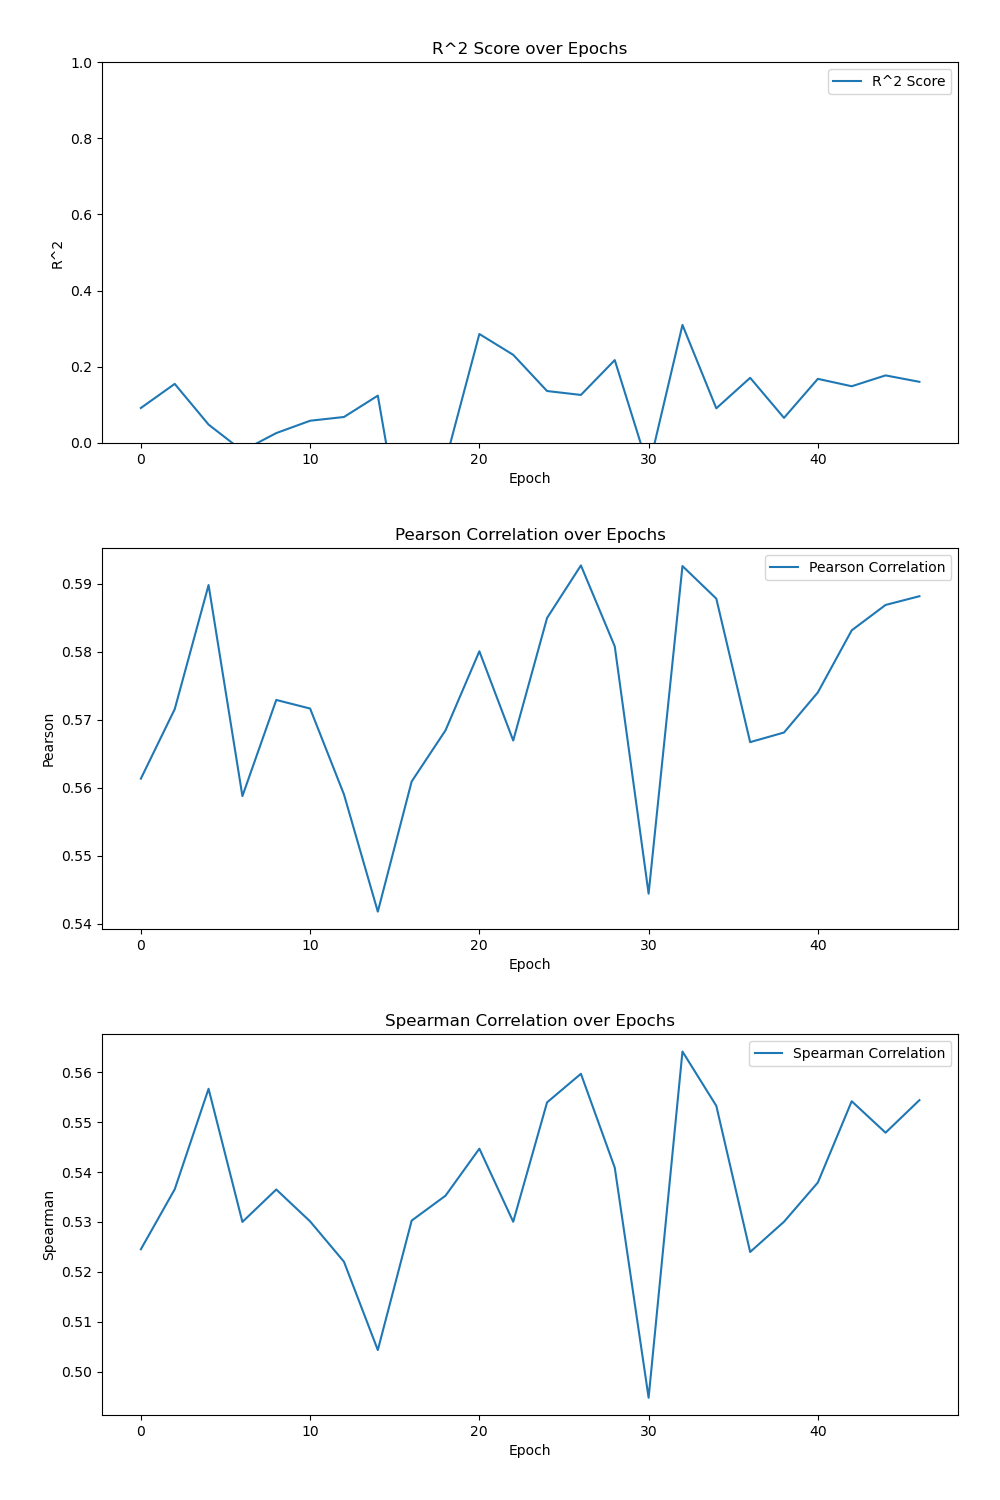 R^2 Score over Epochs
R^2 Score
1.0
0.8
0.6
0.4
0.2
0.0
R^2
0 10 20 30 40
Epoch
Pearson Correlation over Epochs
Pearson Correlation
0.59
0.58
0.57
0.56
0.55
0.54
Pearson
0 10 20 30 40
Epoch
Spearman Correlation over Epochs
Spearman Correlation
0.56
0.55
0.54
0.53
0.52
0.51
0.50
Spearman
0 10 20 30 40
Epoch